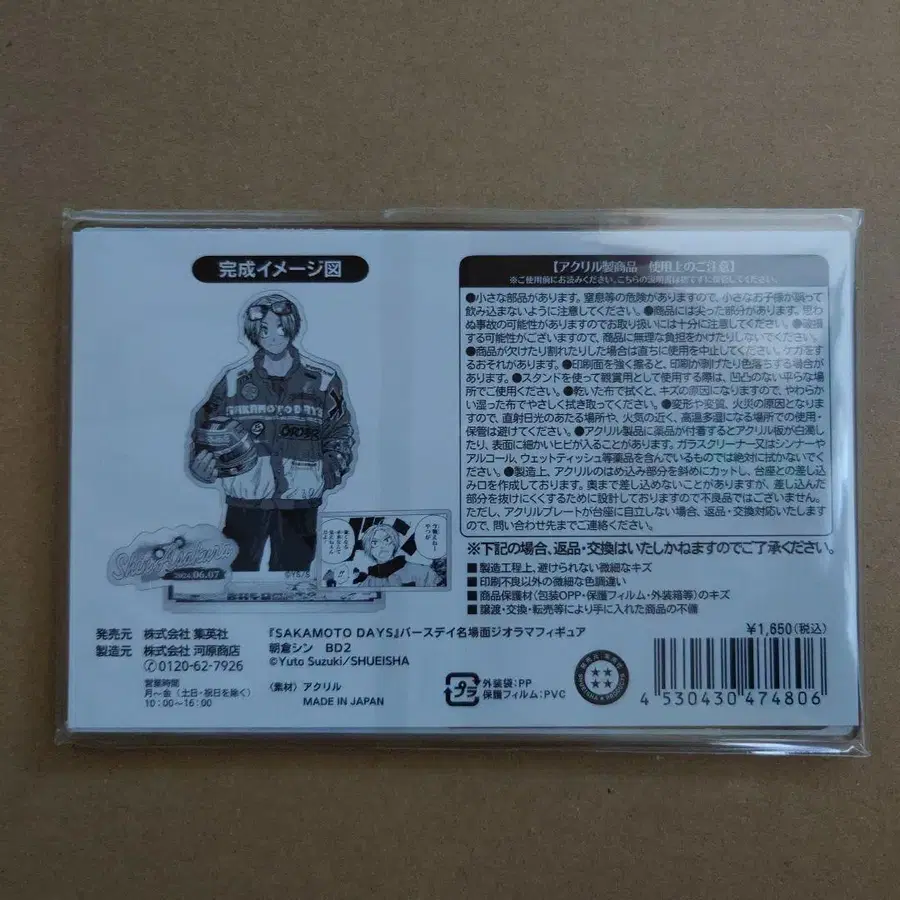 完成イメージ図
SAKAMOTO DAYS
ORDER
Shin Asakura
2024.06.07
©YS/S
【アクリル製商品 使用上のご注意】
※ご使用前にお読みください。こちらの説明書は捨てずに保管してください。
●小さな部品があります。窒息等の危険がありますので、小さなお子様が誤って
飲み込まないように注意してください。●商品には尖った部分があります。思わ
ぬ事故の可能性がありますのでお取り扱いには十分に注意してください。●破損
する可能性がございますので、商品に無理な負担をかけたりしないでください。
●商品が欠けたり割れたりした場合は直ちに使用を中止してください。ケガをす
るおそれがあります。●印刷面を強く擦ると、印刷が剥げたり色落ちする場合が
あります。●スタンドを使って観賞用として使用する際は、凹凸のない平らな場
所でご使用ください。●乾いた布で拭くと、キズの原因になりますので、やわらか
い湿った布でやさしく拭き取ってください。●変形や変質、火災の原因となりま
すので、直射日光のあたる場所や、火気の近く、高温多湿になる場所での使用・
保管は避けてください。●アクリル製品に薬品が付着するとアクリル板が白濁し
たり、表面に細かいヒビが入ることがあります。ガラスクリーナー又はシンナーや
アルコール、ウェットティッシュ等薬品を含んでいるものでは絶対に拭かないでく
ださい。●製造上、アクリルのはめ込み部分を斜めにカットし、台座との差し込
み口を作成しております。奥まで差し込めないことがありますが、差し込んだ
部分を抜けにくくするために設計しておりますので不良品ではございません。
ただし、アクリルプレートが台座に自立しない場合、返品・交換対応いたします
ので、問い合わせ先までご連絡ください。
※下記の場合、返品・交換はいたしかねますのでご了承ください。
■製造工程上、避けられない微細なキズ
■印刷不良以外の微細な色調違い
■商品保護材(包装OPP・保護フィルム・外装箱等)のキズ
■譲渡・交換・転売等により手に入れた商品の不備
発売元 株式会社 集英社
製造元 株式会社 河原商店
✆0120-62-7926
営業時間
月〜金（土日・祝日を除く）
10:00〜16:00
『SAKAMOTO DAYS』バースデイ名場面ジオラマフィギュア
朝倉シン BD2
©Yuto Suzuki/SHUEISHA
〈素材〉アクリル
MADE IN JAPAN
プラ
外装袋:PP
保護フィルム:PVC
¥1,650(税込)
4 530430 474806